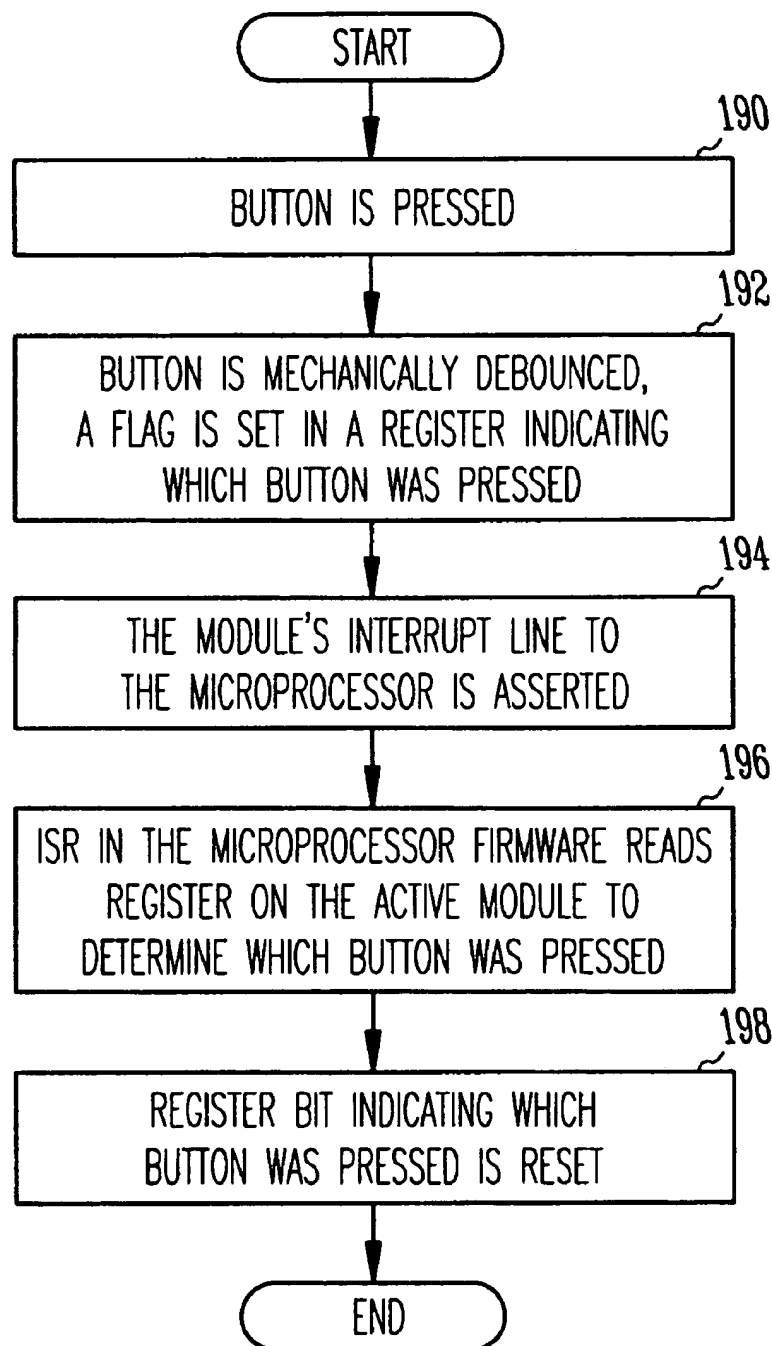 START
190
BUTTON IS PRESSED
192
BUTTON IS MECHANICALLY DEBOUNCED,
A FLAG IS SET IN A REGISTER INDICATING
WHICH BUTTON WAS PRESSED
194
THE MODULE'S INTERRUPT LINE TO
THE MICROPROCESSOR IS ASSERTED
196
ISR IN THE MICROPROCESSOR FIRMWARE READS
REGISTER ON THE ACTIVE MODULE TO
DETERMINE WHICH BUTTON WAS PRESSED
198
REGISTER BIT INDICATING WHICH
BUTTON WAS PRESSED IS RESET
END